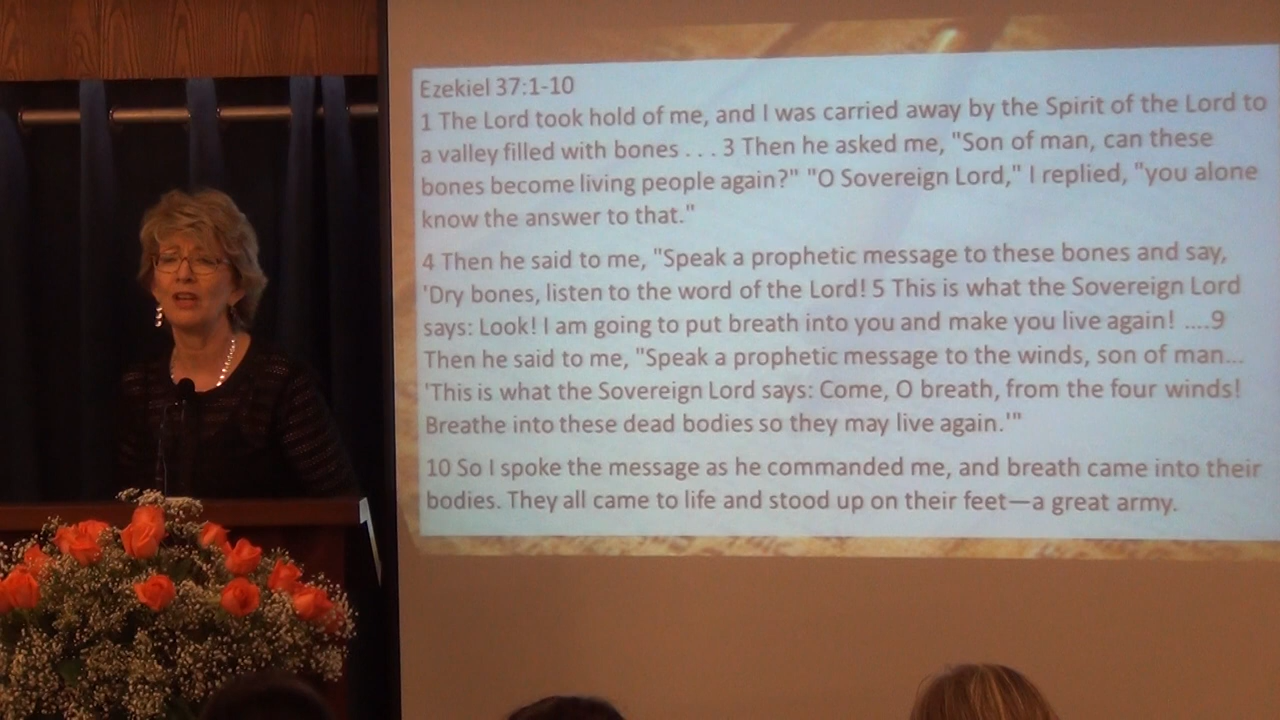 Ezekiel 37:1-10
1 The Lord took hold of me, and I was carried away by the Spirit of the Lord to
a valley filled with bones . . . 3 Then he asked me, "Son of man, can these
bones become living people again?" "O Sovereign Lord," I replied, "you alone
know the answer to that."
4 Then he said to me, "Speak a prophetic message to these bones and say,
'Dry bones, listen to the word of the Lord! 5 This is what the Sovereign Lord
says: Look! I am going to put breath into you and make you live again! ....9
Then he said to me, "Speak a prophetic message to the winds, son of man...
'This is what the Sovereign Lord says: Come, O breath, from the four winds!
Breathe into these dead bodies so they may live again.'"
10 So I spoke the message as he commanded me, and breath came into their
bodies. They all came to life and stood up on their feet—a great army.